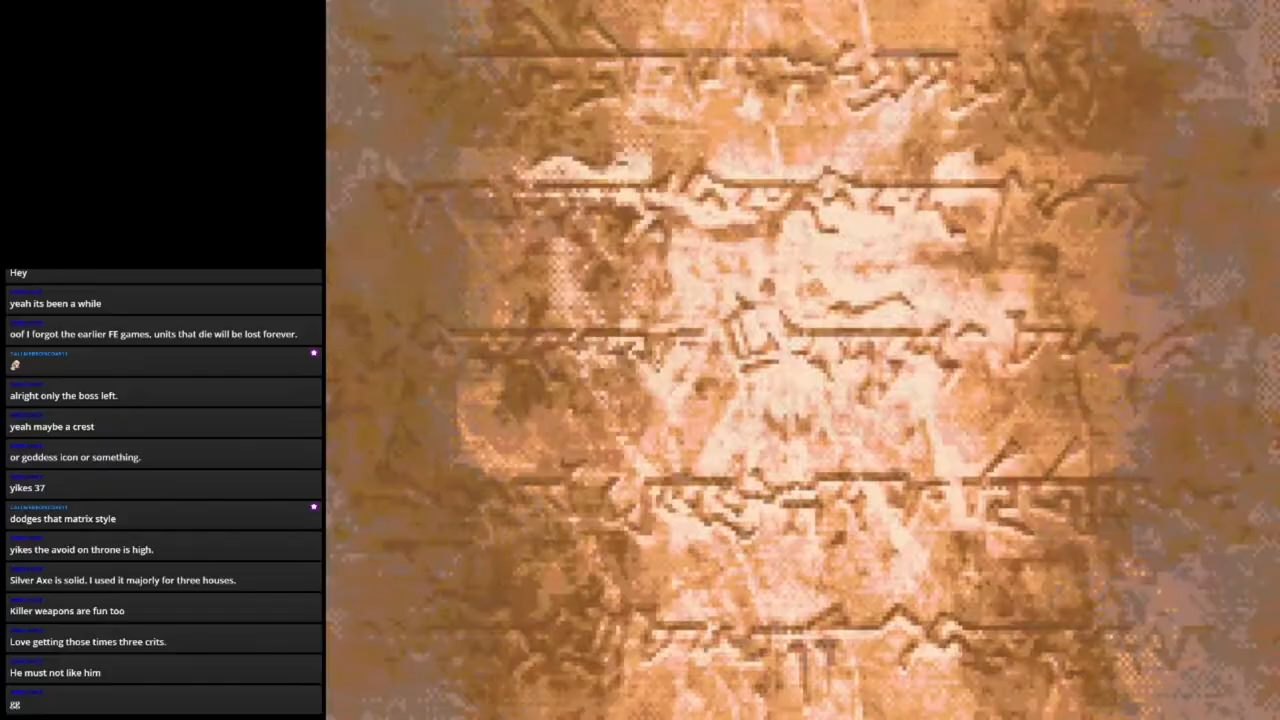 Hey
yeah its been a while
oof I forgot the earlier FE games, units that die will be lost forever.
alright only the boss left.
yeah maybe a crest
or goddess icon or something.
yikes 37
dodges that matrix style
yikes the avoid on throne is high.
Silver Axe is solid. I used it majorly for three houses.
Killer weapons are fun too
Love getting those times three crits.
He must not like him
gg